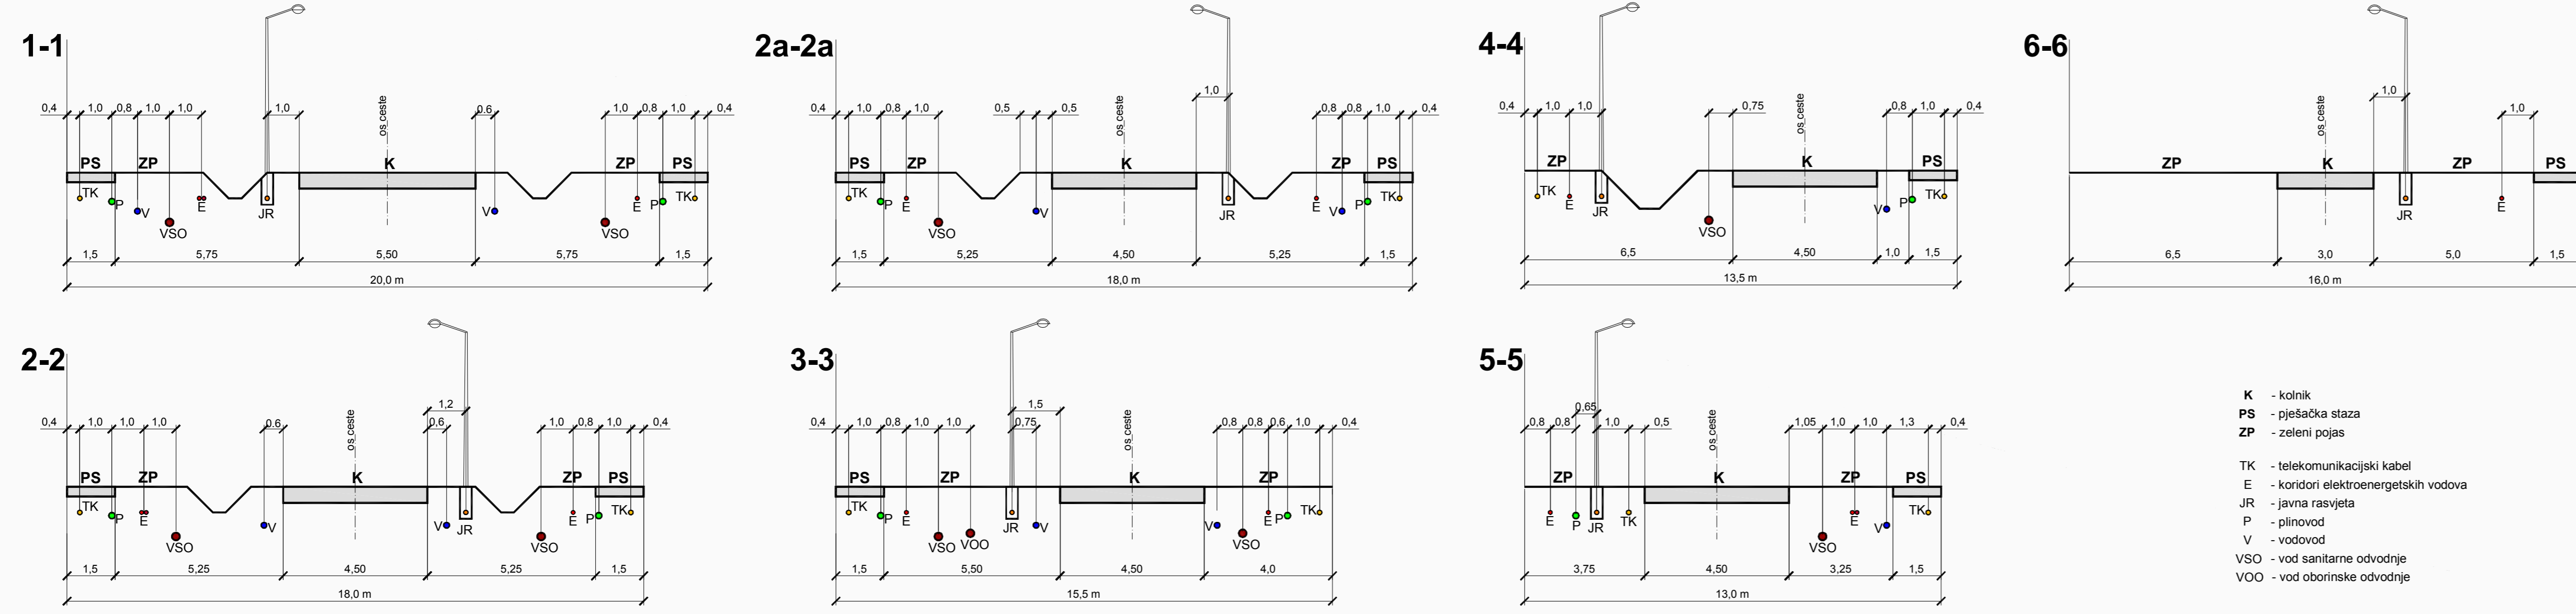 1-1
0,4 1,0 0,8 1,0 1,0 1,0 os ceste 0,6 1,0 0,8 1,0 0,4
PS ZP K ZP PS
TK P V VSO E JR V VSO E P TK
1,5 5,75 5,50 5,75 1,5
20,0 m
2a-2a
1,0
0,4 1,0 0,8 1,0 0,5 0,5 os ceste 0,8 0,8 1,0 0,4
PS ZP K ZP PS
TK P E VSO V JR E V P TK
1,5 5,25 4,50 5,25 1,5
18,0 m
4-4
0,4 1,0 1,0 0,75 os ceste 0,8 1,0 0,4
ZP K PS
TK E JR VSO V P TK
6,5 4,50 1,0 1,5
13,5 m
6-6
1,0
os ceste 1,0
ZP K ZP PS
JR E
6,5 3,0 5,0 1,5
16,0 m
2-2
1,2
0,4 1,0 1,0 1,0 0,6 os ceste 0,6 1,0 0,8 1,0 0,4
PS ZP K ZP PS
TK P E VSO V V JR VSO E P TK
1,5 5,25 4,50 5,25 1,5
18,0 m
3-3
1,5
0,4 1,0 0,8 1,0 1,0 0,75 os ceste 0,8 0,8 0,6 1,0 0,4
PS ZP K ZP
TK P E VSO VOO JR V V VSO E P TK
1,5 5,50 4,50 4,0
15,5 m
5-5
0,65
0,8 0,8 1,0 0,5 os ceste 1,05 1,0 1,0 1,3 0,4
ZP K ZP PS
E P JR TK VSO E V TK
3,75 4,50 3,25 1,5
13,0 m
K - kolnik
PS - pješačka staza
ZP - zeleni pojas
TK - telekomunikacijski kabel
E - koridori elektroenergetskih vodova
JR - javna rasvjeta
P - plinovod
V - vodovod
VSO - vod sanitarne odvodnje
VOO - vod oborinske odvodnje